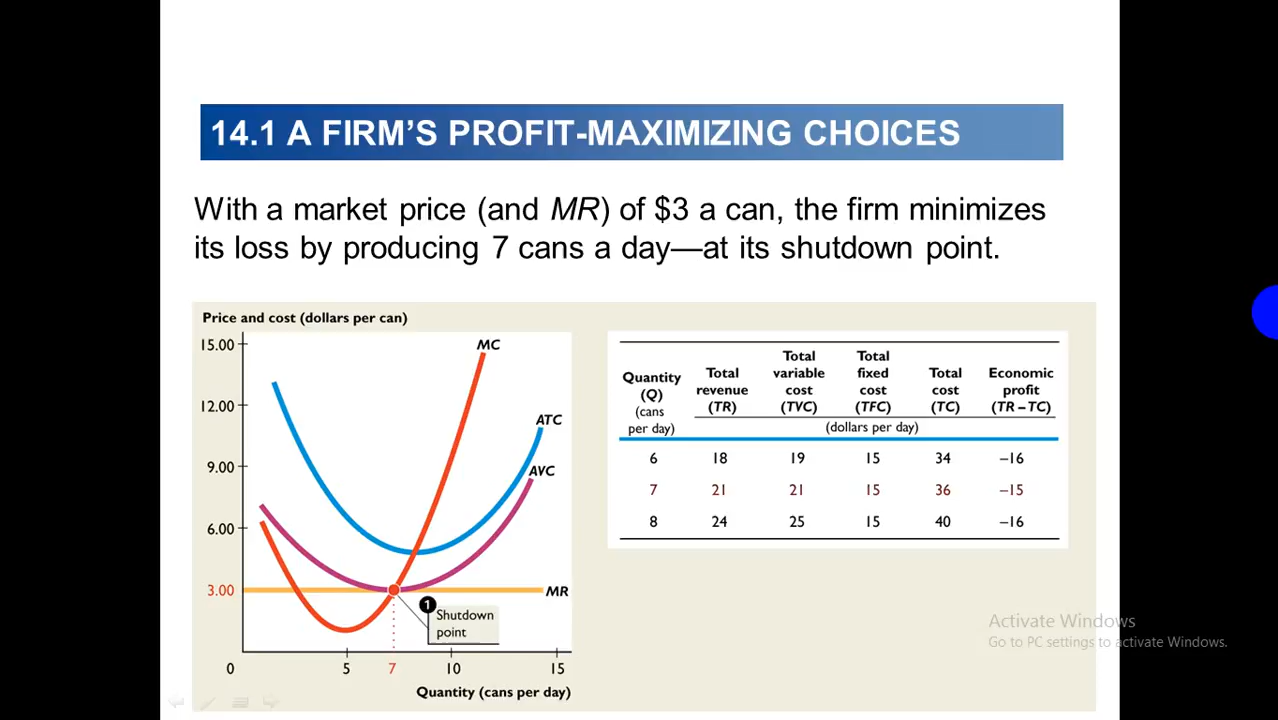 14.1 A FIRM’S PROFIT-MAXIMIZING CHOICES
With a market price (and MR) of $3 a can, the firm minimizes
its loss by producing 7 cans a day—at its shutdown point.
Price and cost (dollars per can)
15.00
12.00
9.00
6.00
3.00
0
5
7
10
15
Quantity (cans per day)
MC
ATC
AVC
MR
1
Shutdown
point
Quantity
(Q)
(cans
per day)
Total
revenue
(TR)
Total
variable
cost
(TVC)
Total
fixed
cost
(TFC)
Total
cost
(TC)
Economic
profit
(TR – TC)
(dollars per day)
6 18 19 15 34 –16
7 21 21 15 36 –15
8 24 25 15 40 –16
Activate Windows
Go to PC settings to activate Windows.